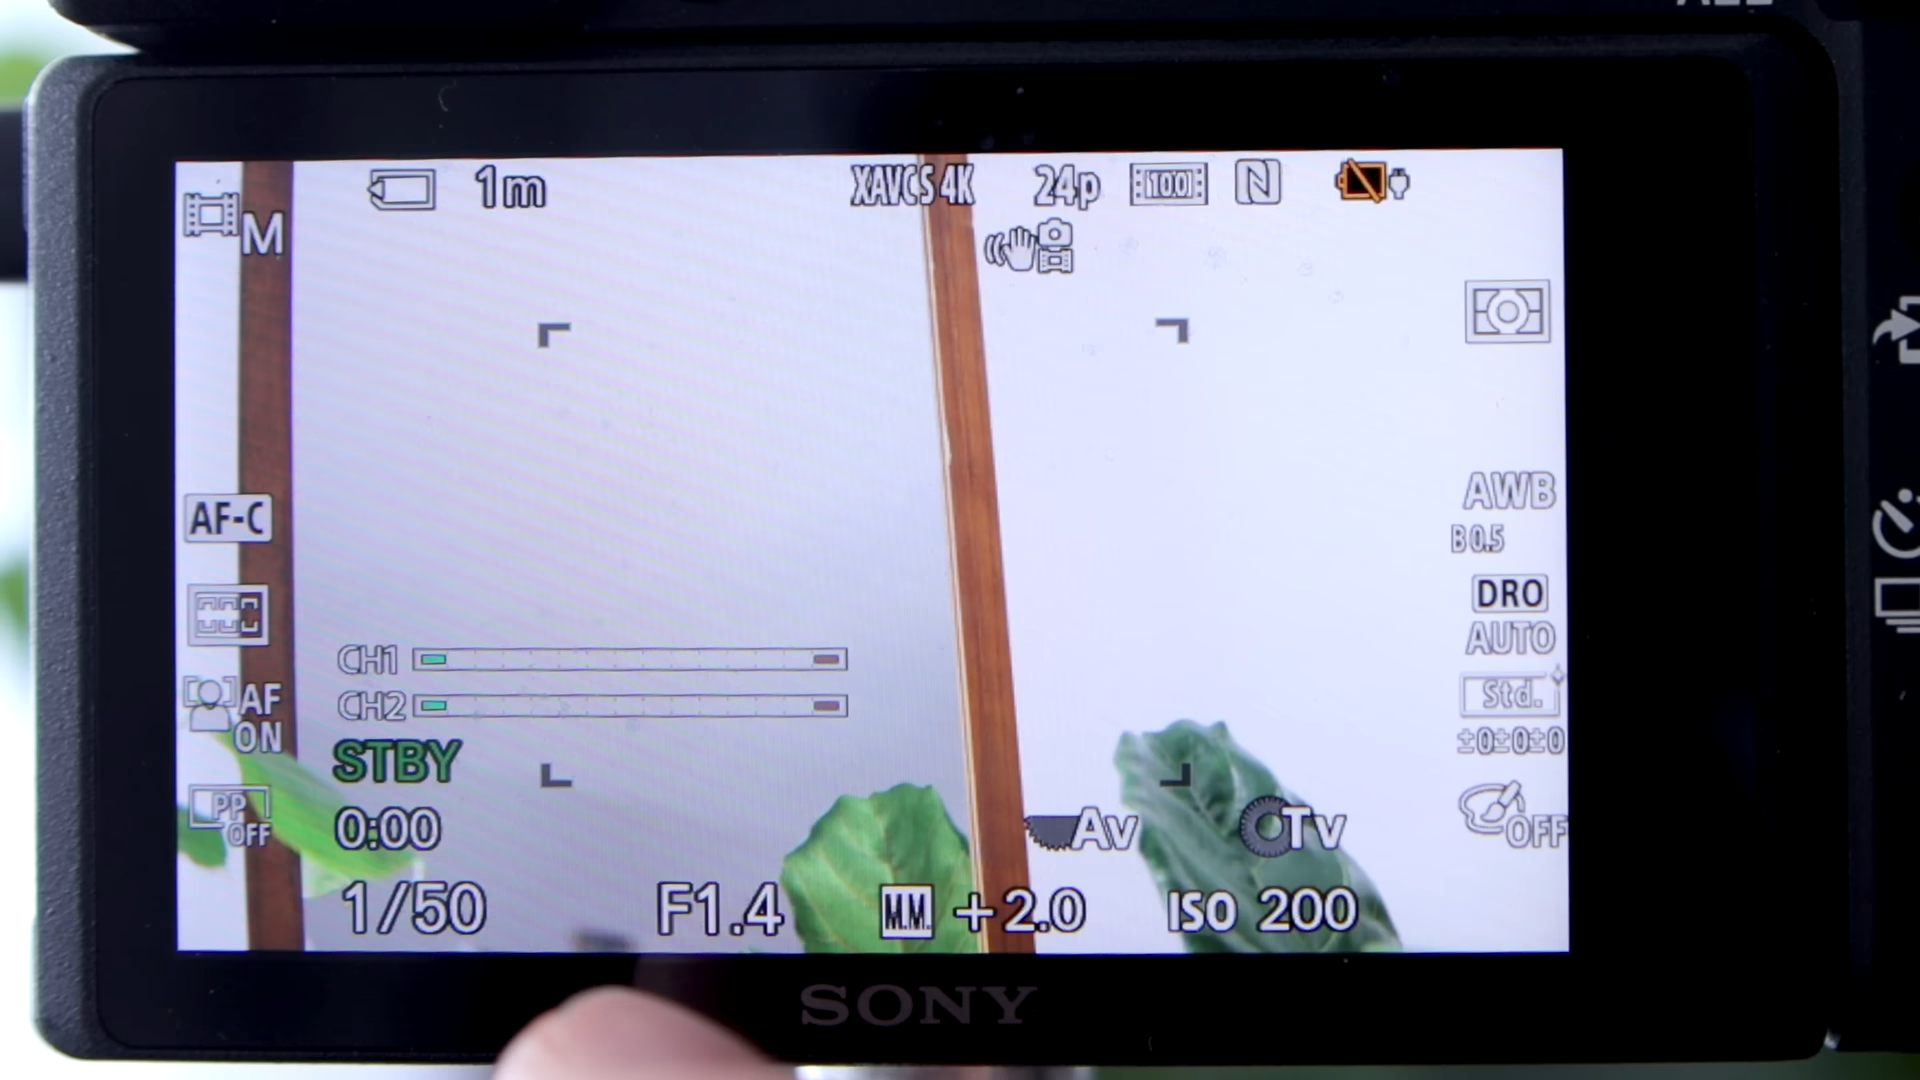 1m XAVC S 4K 24p 100
M
AF-C
AWB
B 0.5
DRO
AUTO
CH1
AF
ON
CH2
Std.
±0±0±0
STBY
PP
OFF
0:00
Av
Tv
OFF
1/50 F1.4 M.M. +2.0 ISO 200
SONY